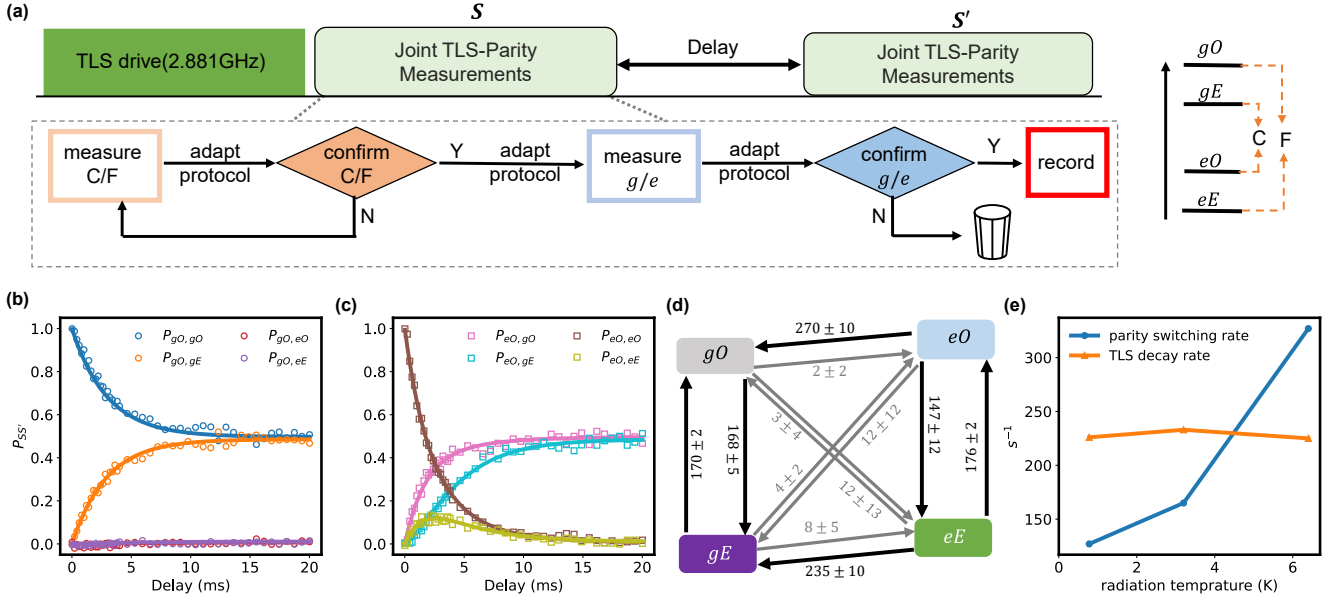 (a)
S
S′
TLS drive(2.881GHz)
Joint TLS-Parity
Measurements
Delay
Joint TLS-Parity
Measurements
measure
C/F
adapt
protocol
confirm
C/F
Y
N
adapt
protocol
measure
g/e
adapt
protocol
confirm
g/e
Y
N
record
gO
gE
C
F
eO
eE
(b)
1.0
0.8
0.6
0.4
0.2
0.0
P_SS′
P_gO,gO
P_gO,gE
P_gO,eO
P_gO,eE
0
5
10
15
20
Delay (ms)
(c)
1.0
0.8
0.6
0.4
0.2
0.0
P_eO,gO
P_eO,gE
P_eO,eO
P_eO,eE
0
5
10
15
20
Delay (ms)
(d)
270 ± 10
gO
eO
2 ± 2
3 ± 4
12 ± 12
170 ± 2
168 ± 5
147 ± 12
176 ± 2
4 ± 2
12 ± 13
8 ± 5
gE
eE
235 ± 10
(e)
parity switching rate
TLS decay rate
300
250
200
150
s⁻¹
2
4
6
radiation temprature (K)